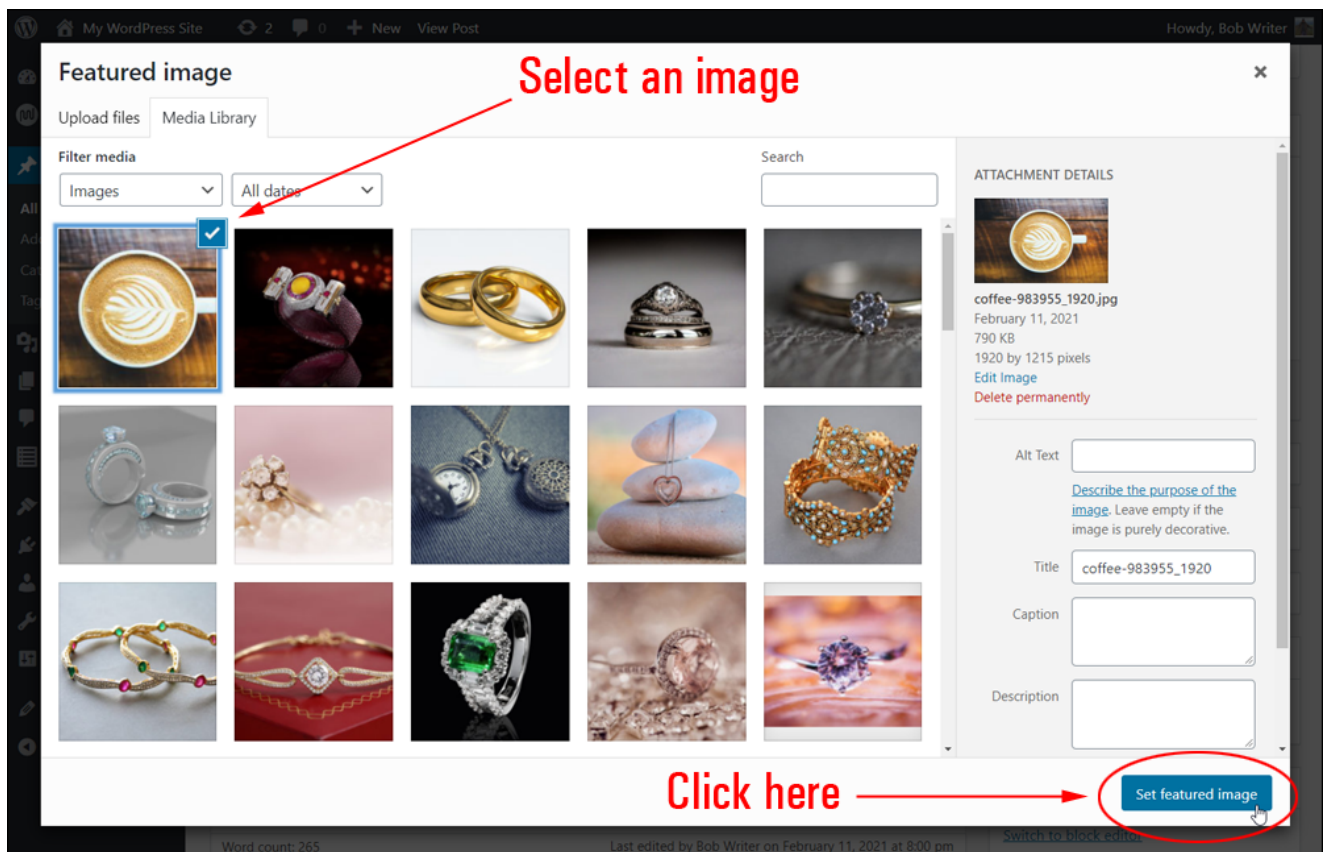 My WordPress Site 2 0 New View Post Howdy, Bob Writer
Featured image
Select an image
Upload files Media Library
Filter media
Search
Images All dates
ATTACHMENT DETAILS
coffee-983955_1920.jpg
February 11, 2021
790 KB
1920 by 1215 pixels
Edit Image
Delete permanently
Alt Text
Describe the purpose of the
image. Leave empty if the
image is purely decorative.
Title coffee-983955_1920
Caption
Description
All
Ad
Cat
Tag
Click here
Set featured image
Switch to block editor
Word count: 265 Last edited by Bob Writer on February 11, 2021 at 8:00 pm